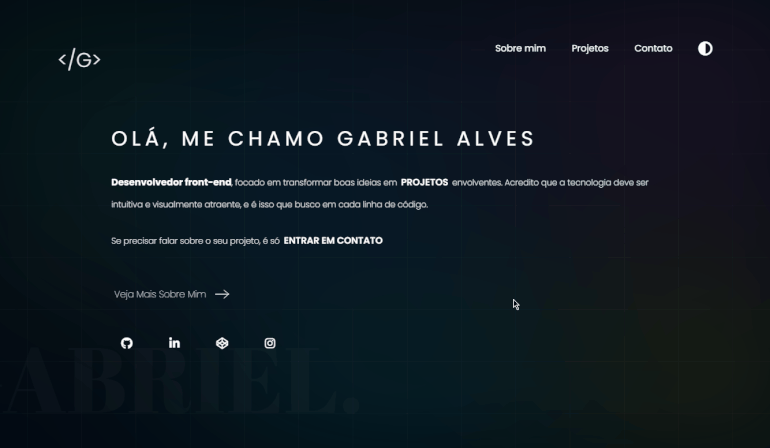 </G>
Sobre mim Projetos Contato
OLÁ, ME CHAMO GABRIEL ALVES
Desenvolvedor front-end, focado em transformar boas ideias em PROJETOS envolventes. Acredito que a tecnologia deve ser
intuitiva e visualmente atraente, e é isso que busco em cada linha de código.
Se precisar falar sobre o seu projeto, é só ENTRAR EM CONTATO
Veja Mais Sobre Mim
in
ABRIEL.